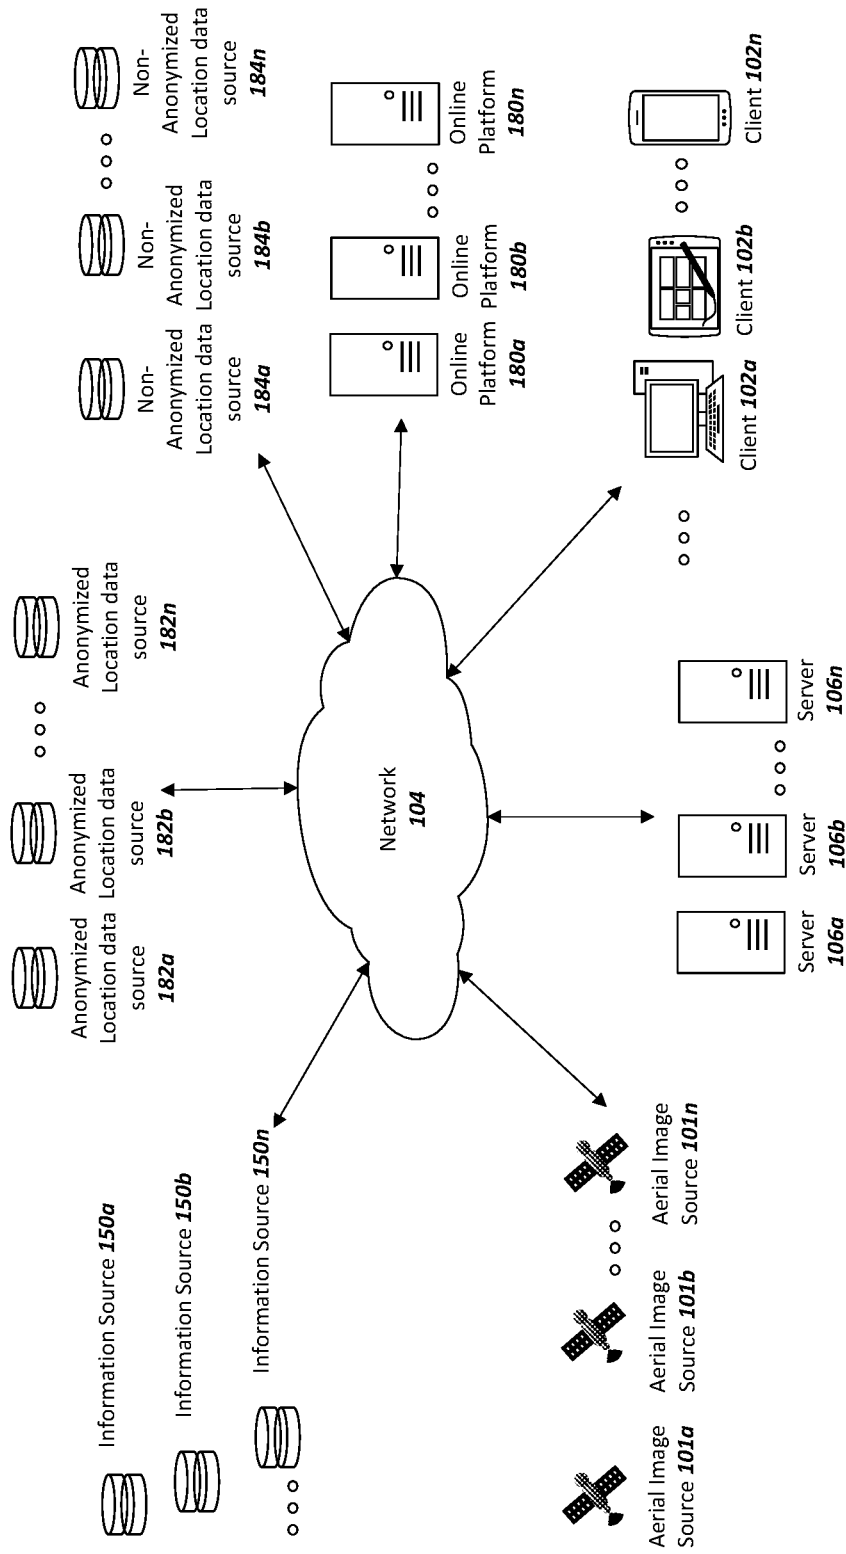 Information Source 150a
Information Source 150b
Information Source 150n
Anonymized
Location data
source
182a
Anonymized
Location data
source
182b
Anonymized
Location data
source
182n
Non-
Anonymized
Location data
source
184a
Non-
Anonymized
Location data
source
184b
Non-
Anonymized
Location data
source
184n
Network
104
Online
Platform
180a
Online
Platform
180b
Online
Platform
180n
Aerial Image
Source 101a
Aerial Image
Source 101b
Aerial Image
Source 101n
Server
106a
Server
106b
Server
106n
Client 102a
Client 102b
Client 102n